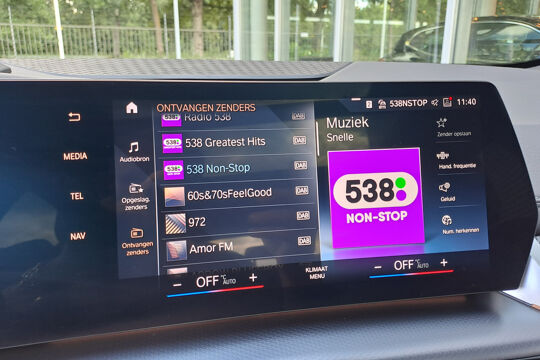 ONTVANGEN ZENDERS
2 538NSTOP 11:40
MEDIA
TEL
NAV
Audiobron
Opgeslag.
zenders
Ontvangen
zenders
Radio 538
538 Greatest Hits DAB
538 Non-Stop DAB
60s&70sFeelGood DAB
972 DAB
Amor FM DAB
Muziek
Snelle
538
NON-STOP
Zender opslaan
Hand. frequentie
Geluid
Num. herkennen
− OFF °C AUTO +
KLIMAAT
MENU
− OFF °C AUTO +